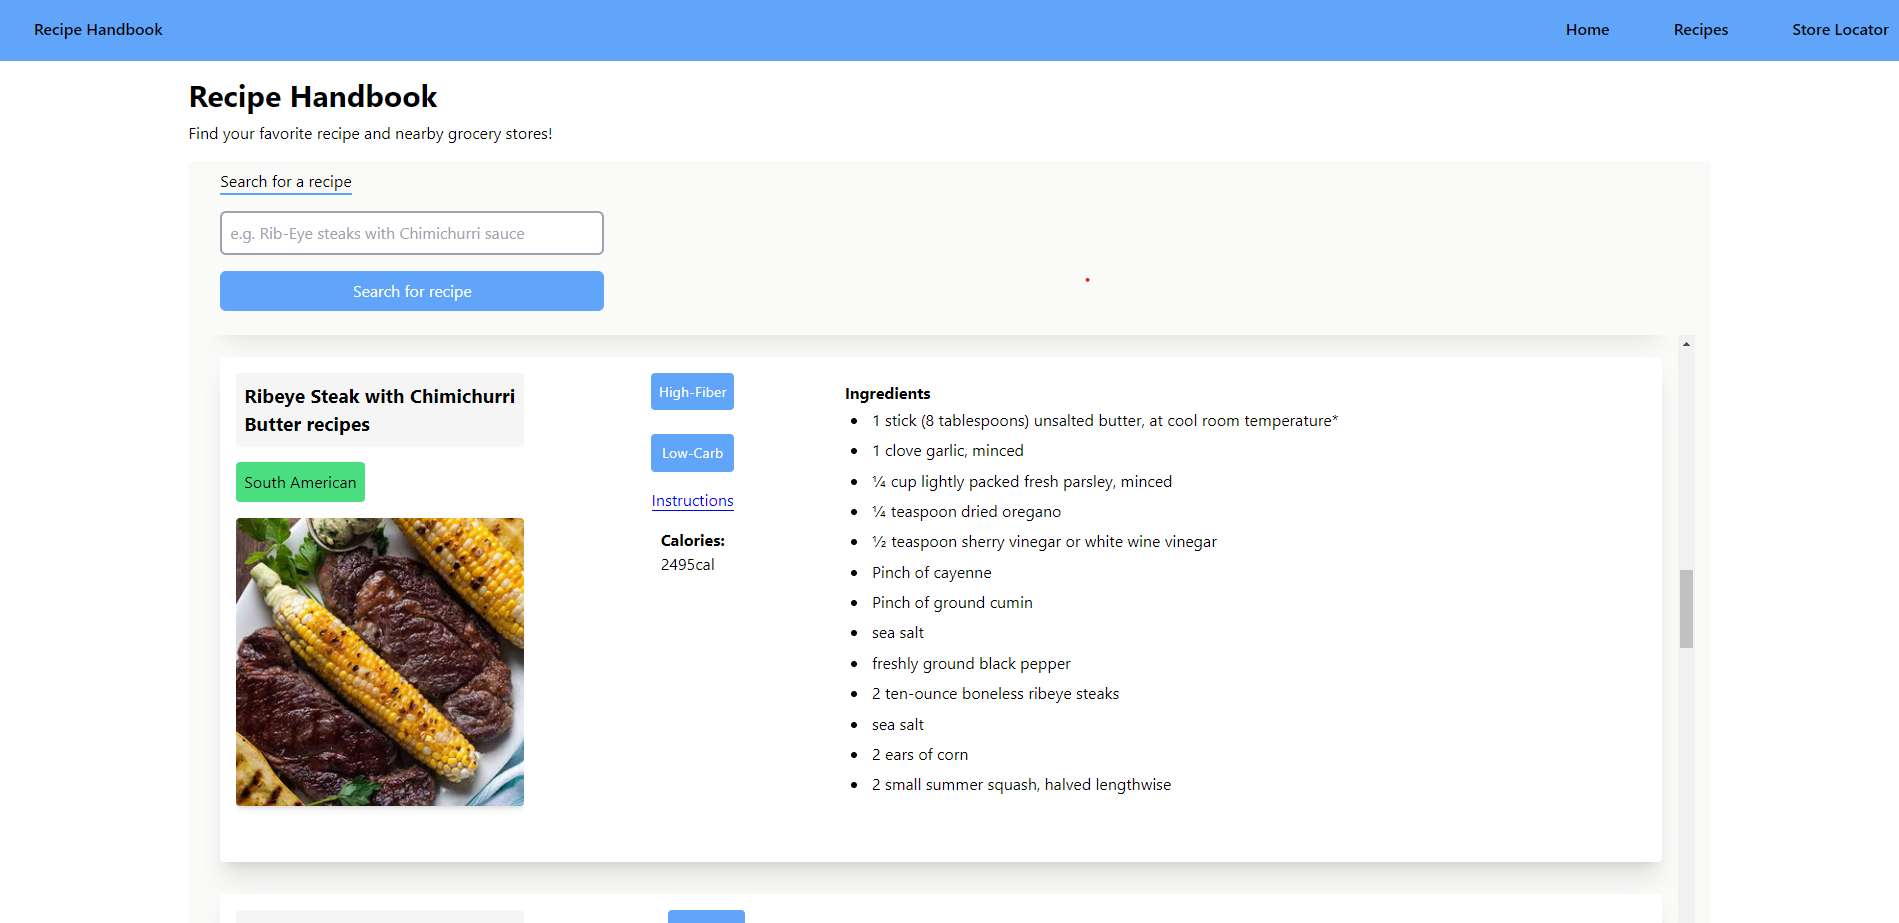 Recipe Handbook
Home
Recipes
Store Locator
Recipe Handbook
Find your favorite recipe and nearby grocery stores!
Search for a recipe
e.g. Rib-Eye steaks with Chimichurri sauce
Search for recipe
Ribeye Steak with Chimichurri
Butter recipes
South American
High-Fiber
Low-Carb
Instructions
Calories:
2495cal
Ingredients
1 stick (8 tablespoons) unsalted butter, at cool room temperature*
1 clove garlic, minced
¼ cup lightly packed fresh parsley, minced
¼ teaspoon dried oregano
½ teaspoon sherry vinegar or white wine vinegar
Pinch of cayenne
Pinch of ground cumin
sea salt
freshly ground black pepper
2 ten-ounce boneless ribeye steaks
sea salt
2 ears of corn
2 small summer squash, halved lengthwise